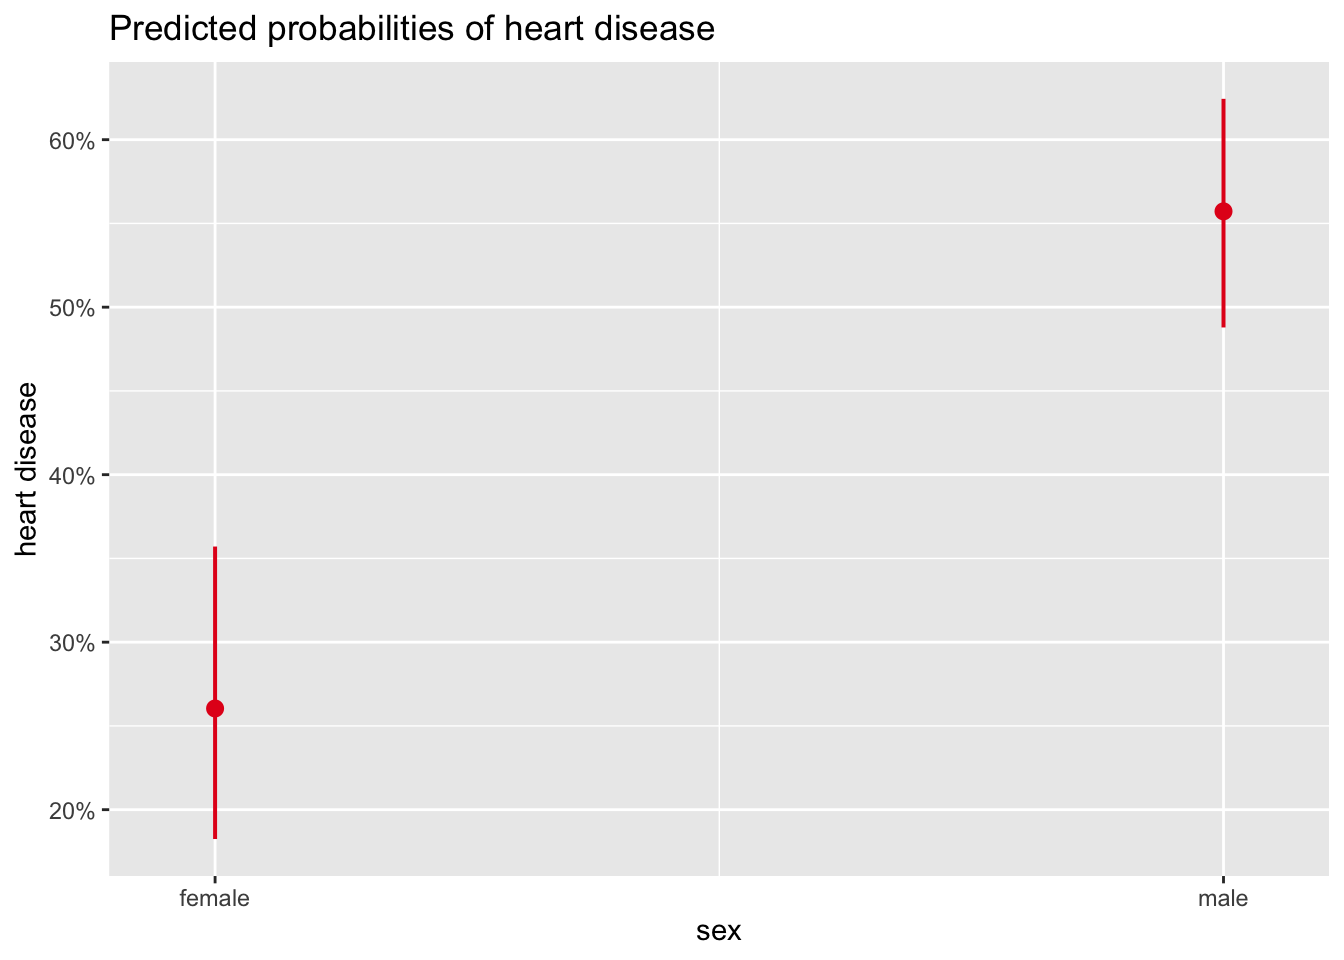 Predicted probabilities of heart disease
60%
50%
40%
30%
20%
heart disease
female
male
sex